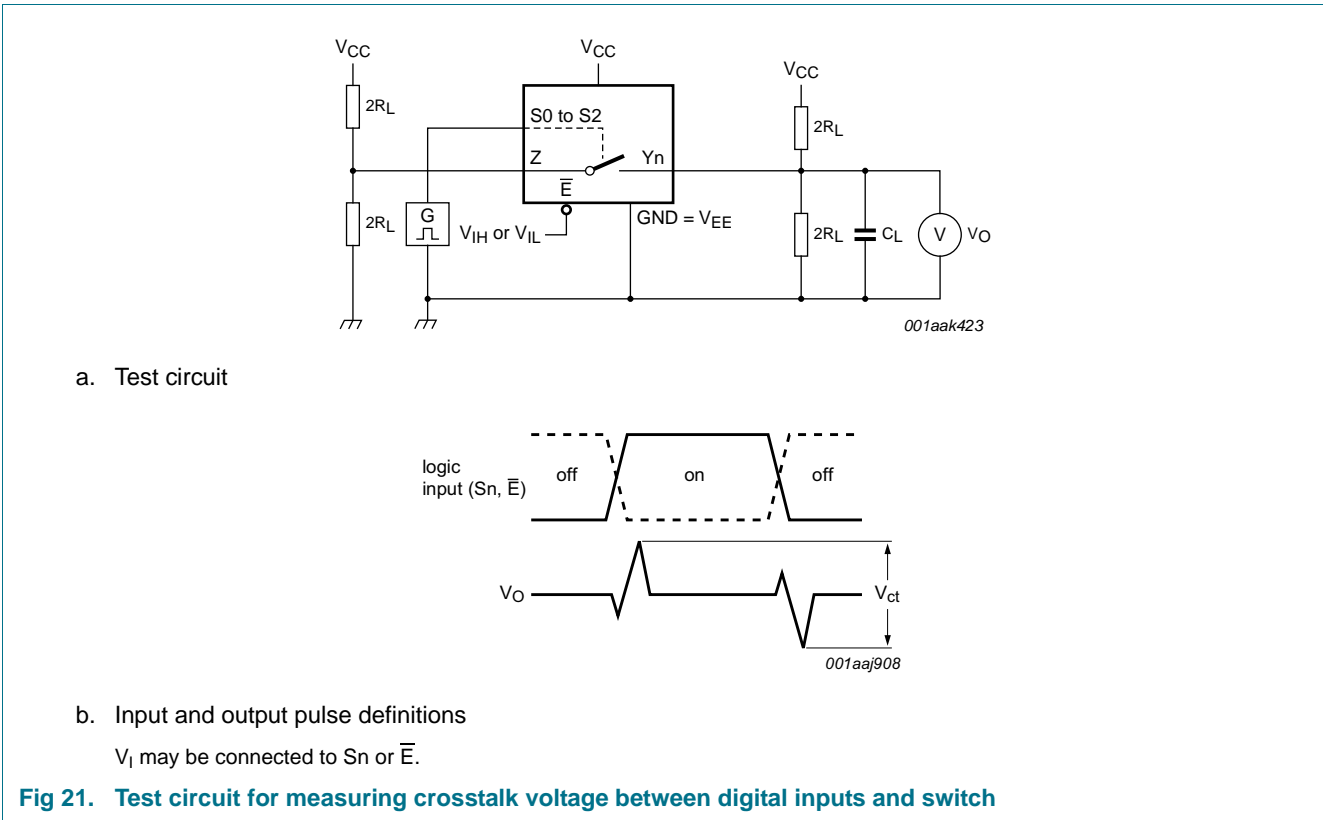 VCC
VCC
VCC
2RL
S0 to S2
2RL
Z
Yn
E̅
2RL
G
VIH or VIL
GND = VEE
2RL
CL
V
VO
001aak423
a. Test circuit
logic
input (Sn, E̅)
off
on
off
VO
Vct
001aaj908
b. Input and output pulse definitions
VI may be connected to Sn or E̅.
Fig 21. Test circuit for measuring crosstalk voltage between digital inputs and switch